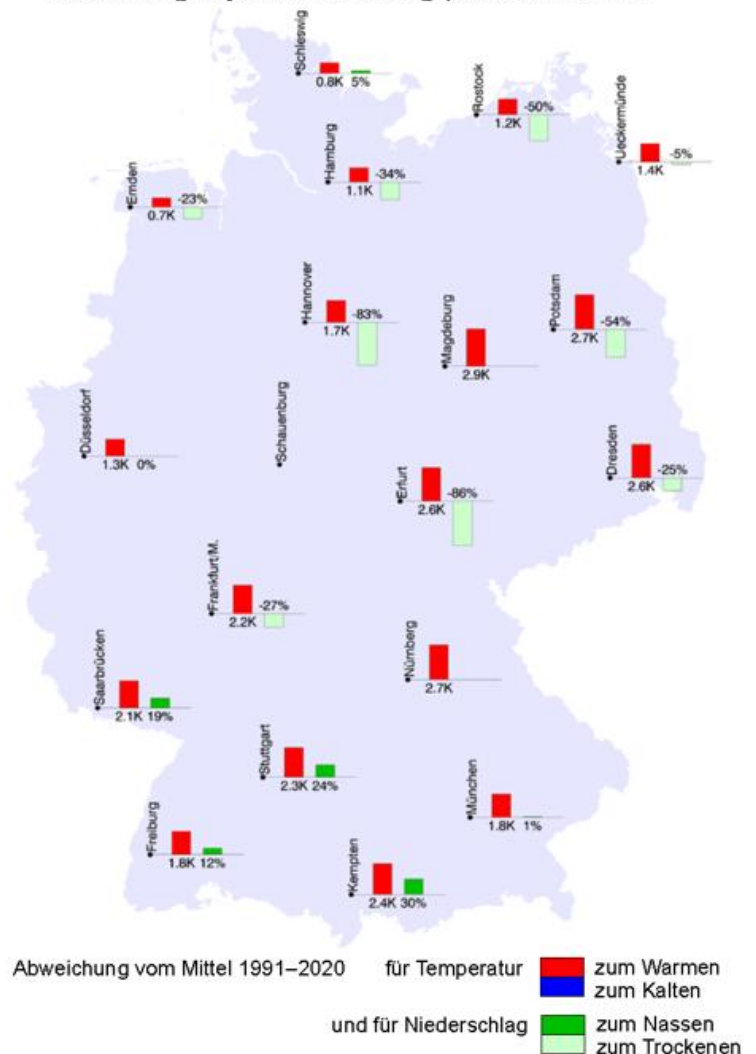 Schleswig
0.8K 5%
Rostock
-50%
1.2K
Ueckermünde
-5%
1.4K
Hamburg
-34%
1.1K
Emden
-23%
0.7K
Hannover
-83%
1.7K
Magdeburg
2.9K
Potsdam
-54%
2.7K
Düsseldorf
1.3K 0%
Schauenburg
Erfurt
-86%
2.6K
Dresden
-25%
2.6K
Frankfurt/M.
-27%
2.2K
Nürnberg
2.7K
Saarbrücken
2.1K 19%
Stuttgart
2.3K 24%
München
1.8K 1%
Freiburg
1.8K 12%
Kempten
2.4K 30%
Abweichung vom Mittel 1991–2020 für Temperatur zum Warmen
zum Kalten
und für Niederschlag zum Nassen
zum Trockenen